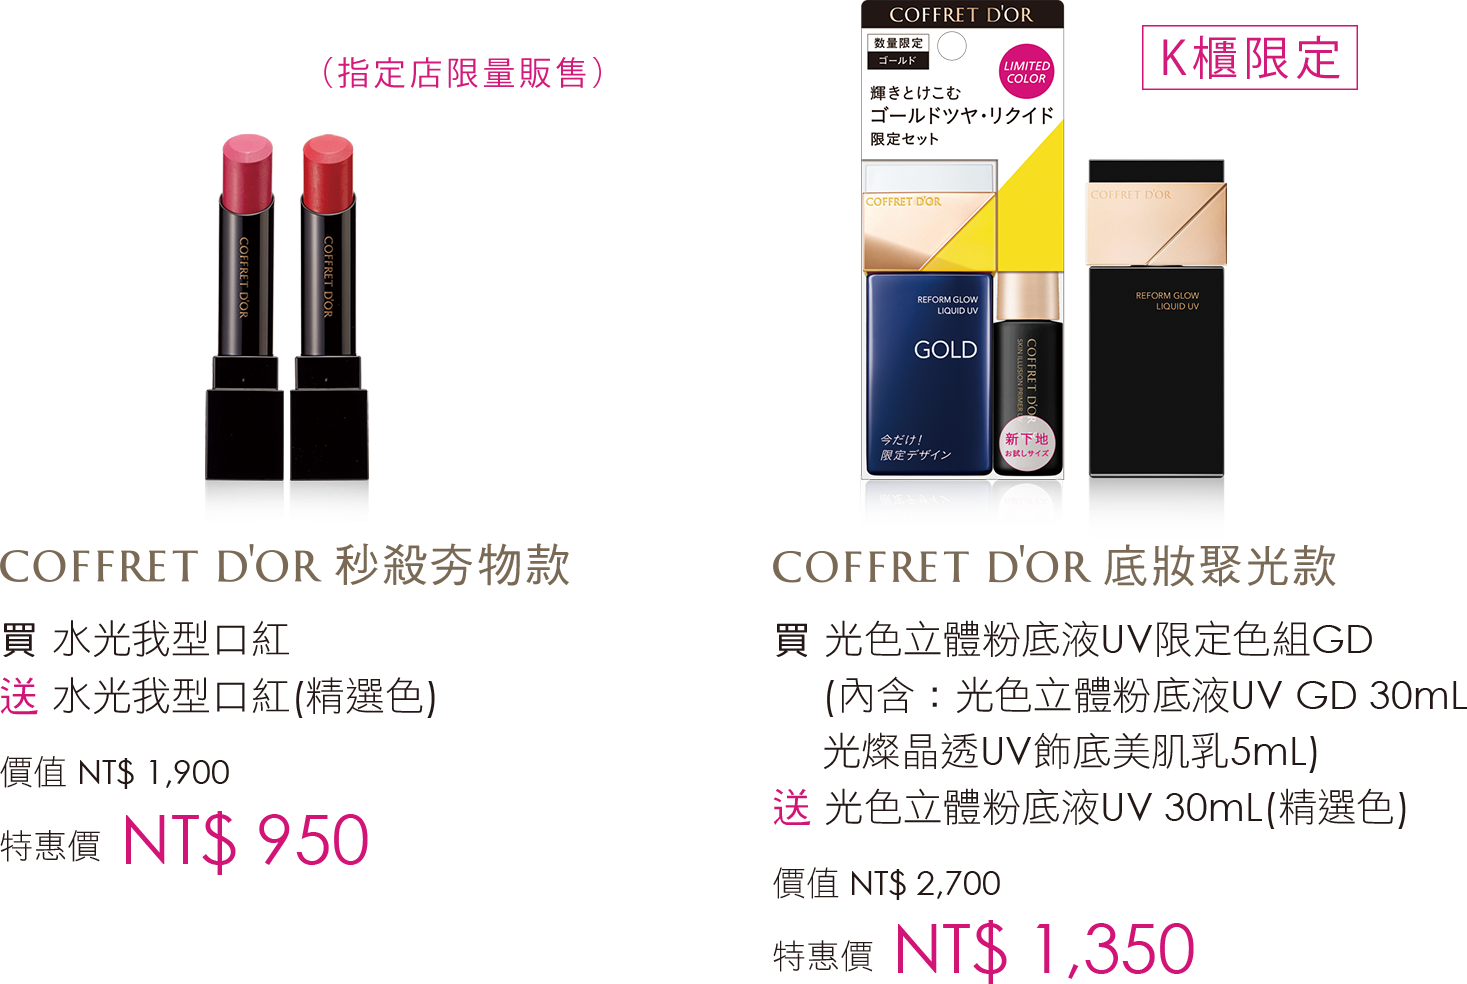 （指定店限量販售）
COFFRET D'OR
COFFRET D'OR
COFFRET D'OR 秒殺夯物款
買 水光我型口紅
送 水光我型口紅(精選色)
價值 NT$ 1,900
特惠價 NT$ 950
COFFRET D'OR
数量限定
ゴールド
LIMITED
COLOR
輝きとけこむ
ゴールドツヤ・リクイド
限定セット
COFFRET D'OR
REFORM GLOW
LIQUID UV
GOLD
今だけ！
限定デザイン
COFFRET D'OR
SKIN ILLUSION PRIMER
新下地
お試しサイズ
K櫃限定
COFFRET D'OR
REFORM GLOW
LIQUID UV
COFFRET D'OR 底妝聚光款
買 光色立體粉底液UV限定色組GD
(內含：光色立體粉底液UV GD 30mL
光燦晶透UV飾底美肌乳5mL)
送 光色立體粉底液UV 30mL(精選色)
價值 NT$ 2,700
特惠價 NT$ 1,350